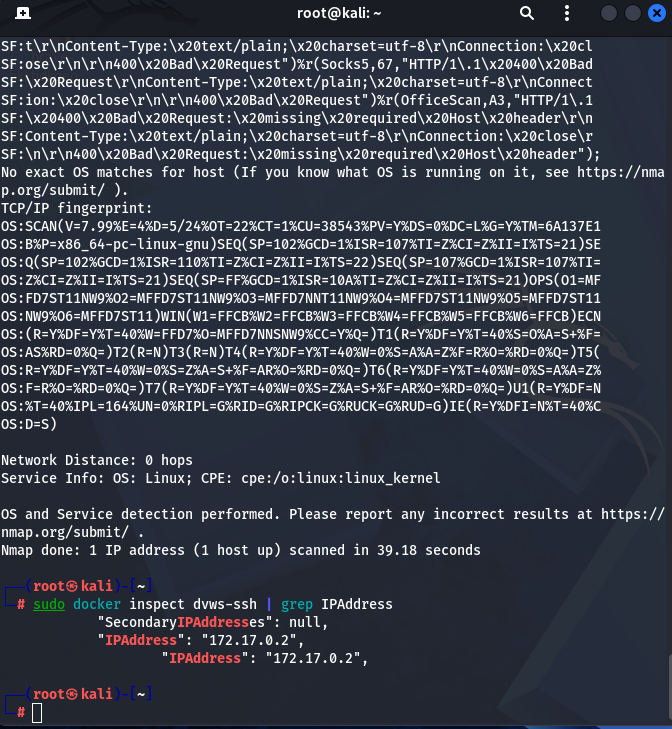 root@kali: ~
SF:t\r\nContent-Type:\x20text/plain;\x20charset=utf-8\r\nConnection:\x20cl
SF:ose\r\n\r\n400\x20Bad\x20Request")%r(Socks5,67,"HTTP/1\.1\x20400\x20Bad
SF:\x20Request\r\nContent-Type:\x20text/plain;\x20charset=utf-8\r\nConnect
SF:ion:\x20close\r\n\r\n400\x20Bad\x20Request")%r(OfficeScan,A3,"HTTP/1\.1
SF:\x20400\x20Bad\x20Request:\x20missing\x20required\x20Host\x20header\r\n
SF:Content-Type:\x20text/plain;\x20charset=utf-8\r\nConnection:\x20close\r
SF:\n\r\n400\x20Bad\x20Request:\x20missing\x20required\x20Host\x20header");
No exact OS matches for host (If you know what OS is running on it, see https://nma
p.org/submit/ ).
TCP/IP fingerprint:
OS:SCAN(V=7.99%E=4%D=5/24%OT=22%CT=1%CU=38543%PV=Y%DS=0%DC=L%G=Y%TM=6A137E1
OS:B%P=x86_64-pc-linux-gnu)SEQ(SP=102%GCD=1%ISR=107%TI=Z%CI=Z%II=I%TS=21)SE
OS:Q(SP=102%GCD=1%ISR=110%TI=Z%CI=Z%II=I%TS=22)SEQ(SP=107%GCD=1%ISR=107%TI=
OS:Z%CI=Z%II=I%TS=21)SEQ(SP=FF%GCD=1%ISR=10A%TI=Z%CI=Z%II=I%TS=21)OPS(O1=MF
OS:FD7ST11NW9%O2=MFFD7ST11NW9%O3=MFFD7NNT11NW9%O4=MFFD7ST11NW9%O5=MFFD7ST11
OS:NW9%O6=MFFD7ST11)WIN(W1=FFCB%W2=FFCB%W3=FFCB%W4=FFCB%W5=FFCB%W6=FFCB)ECN
OS:(R=Y%DF=Y%T=40%W=FFD7%O=MFFD7NNSNW9%CC=Y%Q=)T1(R=Y%DF=Y%T=40%S=O%A=S+%F=
OS:AS%RD=0%Q=)T2(R=N)T3(R=N)T4(R=Y%DF=Y%T=40%W=0%S=A%A=Z%F=R%O=%RD=0%Q=)T5(
OS:R=Y%DF=Y%T=40%W=0%S=Z%A=S+%F=AR%O=%RD=0%Q=)T6(R=Y%DF=Y%T=40%W=0%S=A%A=Z%
OS:F=R%O=%RD=0%Q=)T7(R=Y%DF=Y%T=40%W=0%S=Z%A=S+%F=AR%O=%RD=0%Q=)U1(R=Y%DF=N
OS:%T=40%IPL=164%UN=0%RIPL=G%RID=G%RIPCK=G%RUCK=G%RUD=G)IE(R=Y%DFI=N%T=40%C
OS:D=S)
Network Distance: 0 hops
Service Info: OS: Linux; CPE: cpe:/o:linux:linux_kernel
OS and Service detection performed. Please report any incorrect results at https://
nmap.org/submit/ .
Nmap done: 1 IP address (1 host up) scanned in 39.18 seconds
┌──(root㉿kali)-[~]
└─# sudo docker inspect dvws-ssh | grep IPAddress
"SecondaryIPAddresses": null,
"IPAddress": "172.17.0.2",
"IPAddress": "172.17.0.2",
┌──(root㉿kali)-[~]
└─#